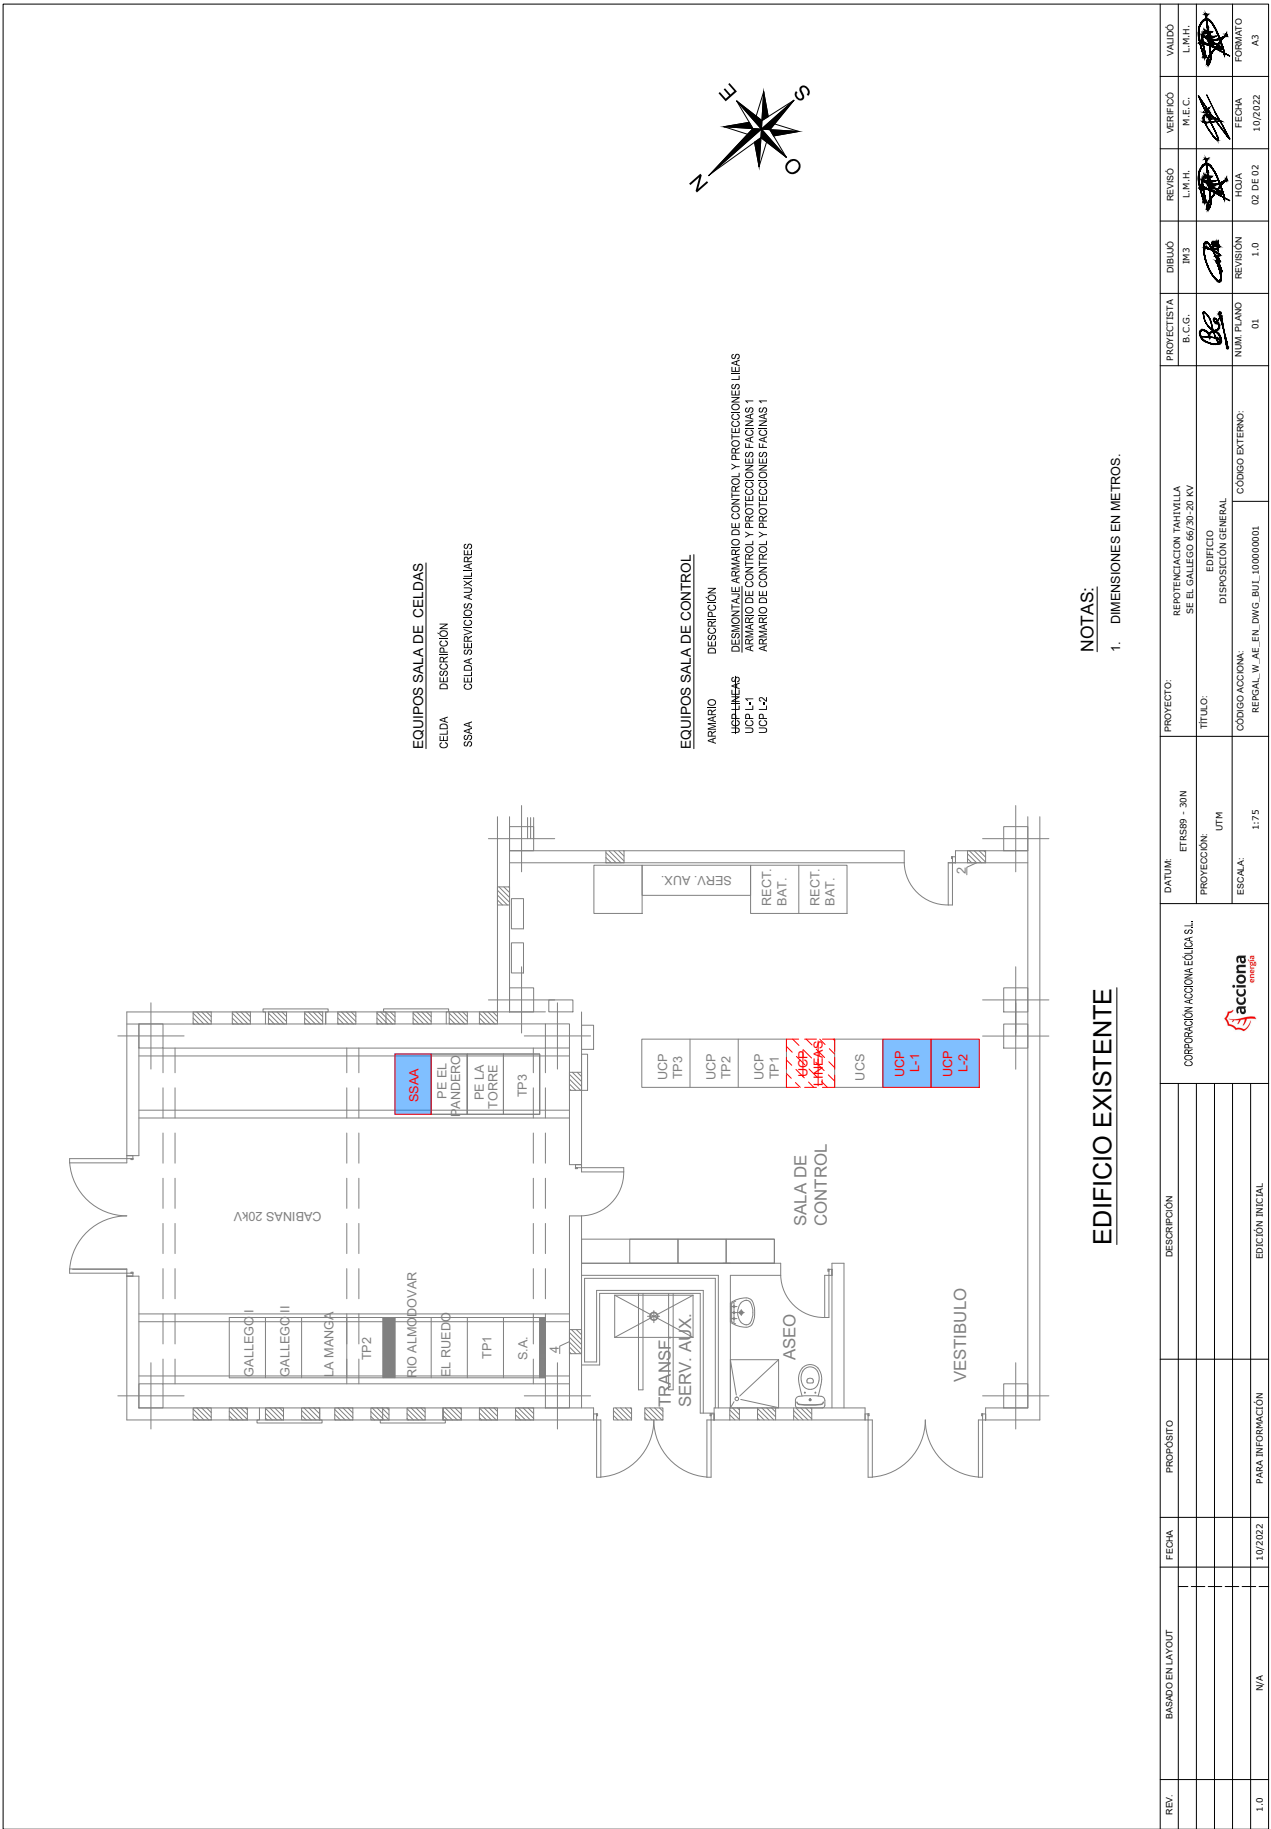 GALLEGO I
GALLEGO II
LA MANGA
TP2
RIO ALMODOVAR
EL RUEDO
TP1
S.A.
4
CABINAS 20kV
SSAA
PE EL
PANDERO
PE LA
TORRE
TP3
TRANSF.
SERV. AUX.
ASEO
VESTIBULO
SALA DE
CONTROL
UCP
TP3
UCP
TP2
UCP
TP1
UCP
LINEAS
UCS
UCP
L-1
UCP
L-2
SERV. AUX.
RECT.
BAT.
RECT.
BAT.
2
EDIFICIO EXISTENTE
EQUIPOS SALA DE CELDAS
CELDA DESCRIPCIÓN
SSAA CELDA SERVICIOS AUXILIARES
EQUIPOS SALA DE CONTROL
ARMARIO DESCRIPCIÓN
UCP LINEAS DESMONTAJE ARMARIO DE CONTROL Y PROTECCIONES LIEAS
UCP L-1 ARMARIO DE CONTROL Y PROTECCIONES FACINAS 1
UCP L-2 ARMARIO DE CONTROL Y PROTECCIONES FACINAS 1
N
E
S
O
NOTAS:
1. DIMENSIONES EN METROS.
REV. BASADO EN LAYOUT FECHA PROPÓSITO DESCRIPCIÓN
1.0 N/A 10/2022 PARA INFORMACIÓN EDICIÓN INICIAL
CORPORACIÓN ACCIONA EÓLICA S.L.
acciona
energía
DATUM:
ETRS89 - 30N
PROYECCIÓN:
UTM
ESCALA:
1:75
PROYECTO:
REPOTENCIACION TAHIVILLA
SE EL GALLEGO 66/30-20 KV
TÍTULO:
EDIFICIO
DISPOSICIÓN GENERAL
CÓDIGO ACCIONA:
REPGAL_W_AE_EN_DWG_BUI_100000001
CÓDIGO EXTERNO:
PROYECTISTA DIBUJÓ REVISÓ VERIFICÓ VALIDÓ
B.C.G. IM3 L.M.H. M.E.C. L.M.H.
NUM. PLANO REVISIÓN HOJA FECHA FORMATO
01 1.0 02 DE 02 10/2022 A3